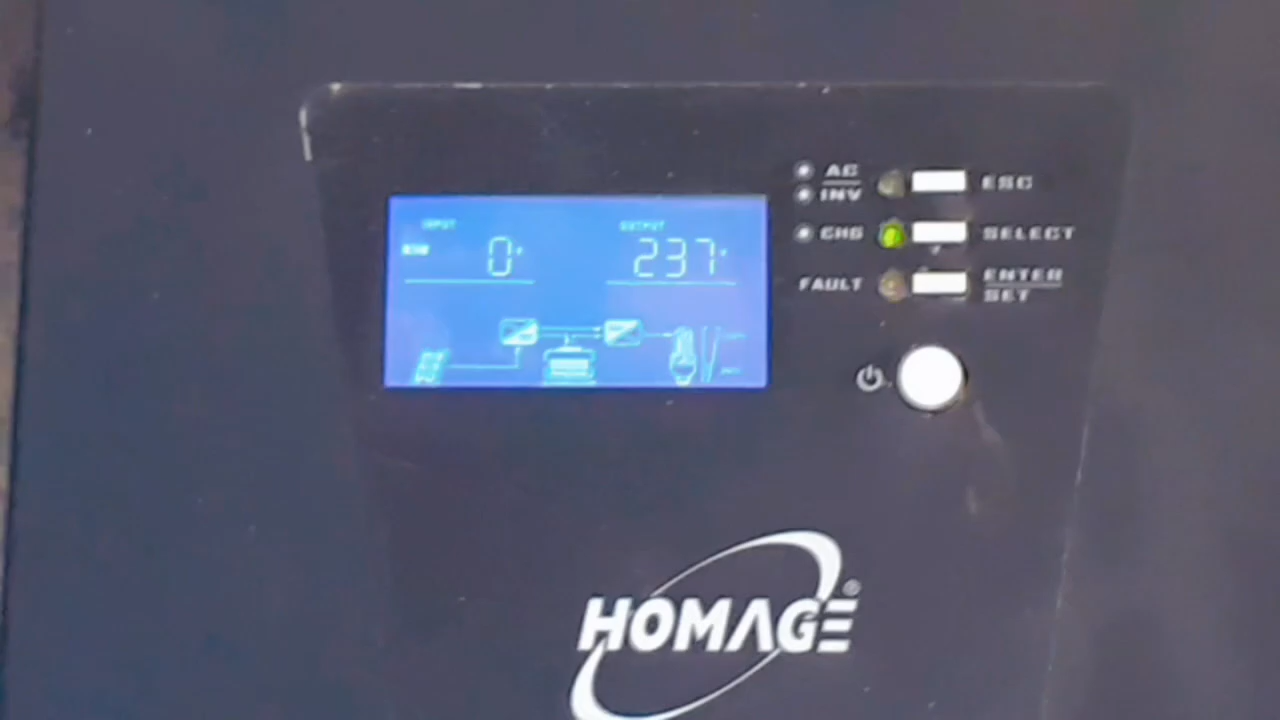 AC
INV
ESC
CHG
SELECT
FAULT
ENTER
SET
INPUT
OUTPUT
0
237
HOMAGE®